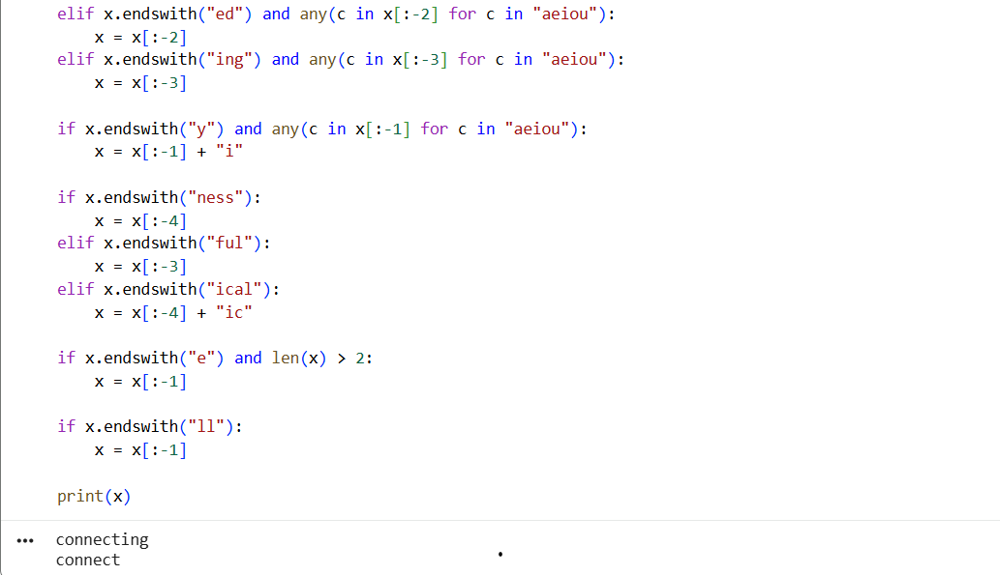 elif x.endswith("ed") and any(c in x[:-2] for c in "aeiou"):
    x = x[:-2]
elif x.endswith("ing") and any(c in x[:-3] for c in "aeiou"):
    x = x[:-3]

if x.endswith("y") and any(c in x[:-1] for c in "aeiou"):
    x = x[:-1] + "i"

if x.endswith("ness"):
    x = x[:-4]
elif x.endswith("ful"):
    x = x[:-3]
elif x.endswith("ical"):
    x = x[:-4] + "ic"

if x.endswith("e") and len(x) > 2:
    x = x[:-1]

if x.endswith("ll"):
    x = x[:-1]

print(x)

connecting
connect